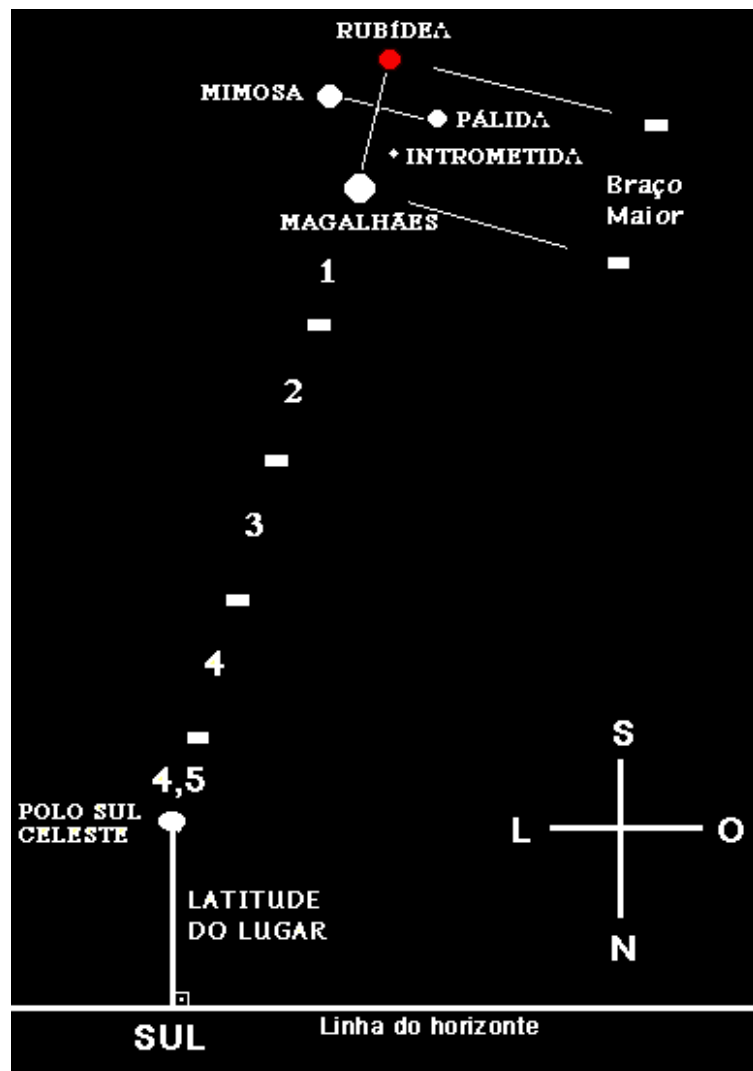 RUBÍDEA
MIMOSA
PÁLIDA
INTROMETIDA
Braço
Maior
MAGALHÃES
1
2
3
4
4,5
POLO SUL
CELESTE
LATITUDE
DO LUGAR
S
L
O
N
SUL
Linha do horizonte